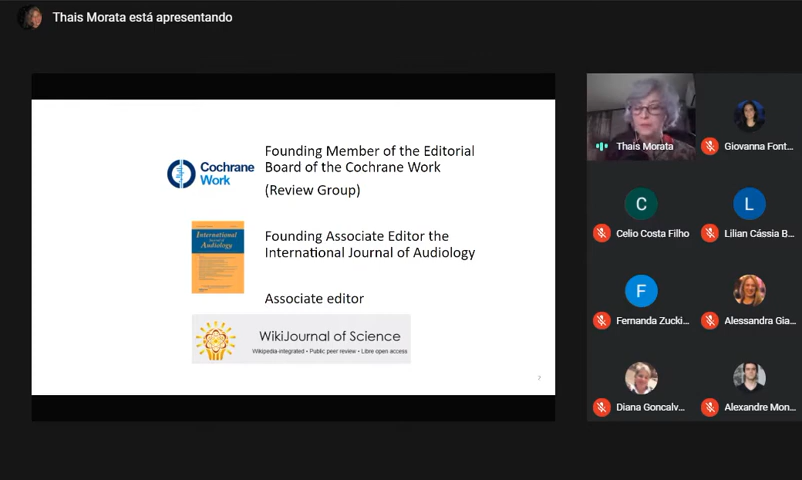 Thais Morata está apresentando
Founding Member of the Editorial
Board of the Cochrane Work
(Review Group)
Cochrane
Work
International
Journal of
Audiology
Founding Associate Editor the
International Journal of Audiology
Associate editor
WikiJournal of Science
Wikipedia-integrated • Public peer review • Libre open access
7
Thais Morata
Giovanna Font...
C
Celio Costa Filho
L
Lilian Cássia B...
F
Fernanda Zucki...
Alessandra Gia...
Diana Goncalv...
Alexandre Mon...